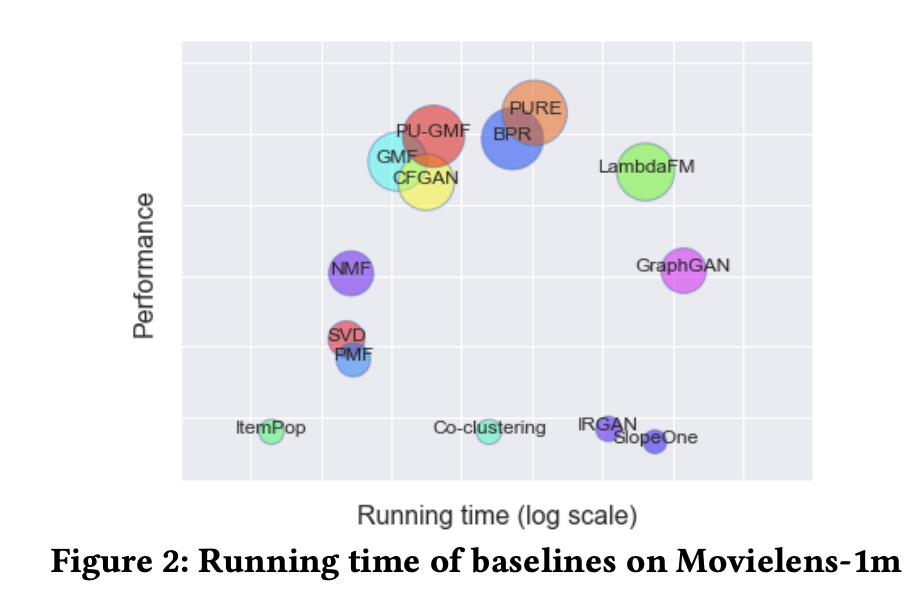 PURE
PU-GMF
BPR
GMF
LambdaFM
CFGAN
GraphGAN
NMF
SVD
PMF
ItemPop
Co-clustering
IRGAN
SlopeOne
Performance
Running time (log scale)
Figure 2: Running time of baselines on Movielens-1m